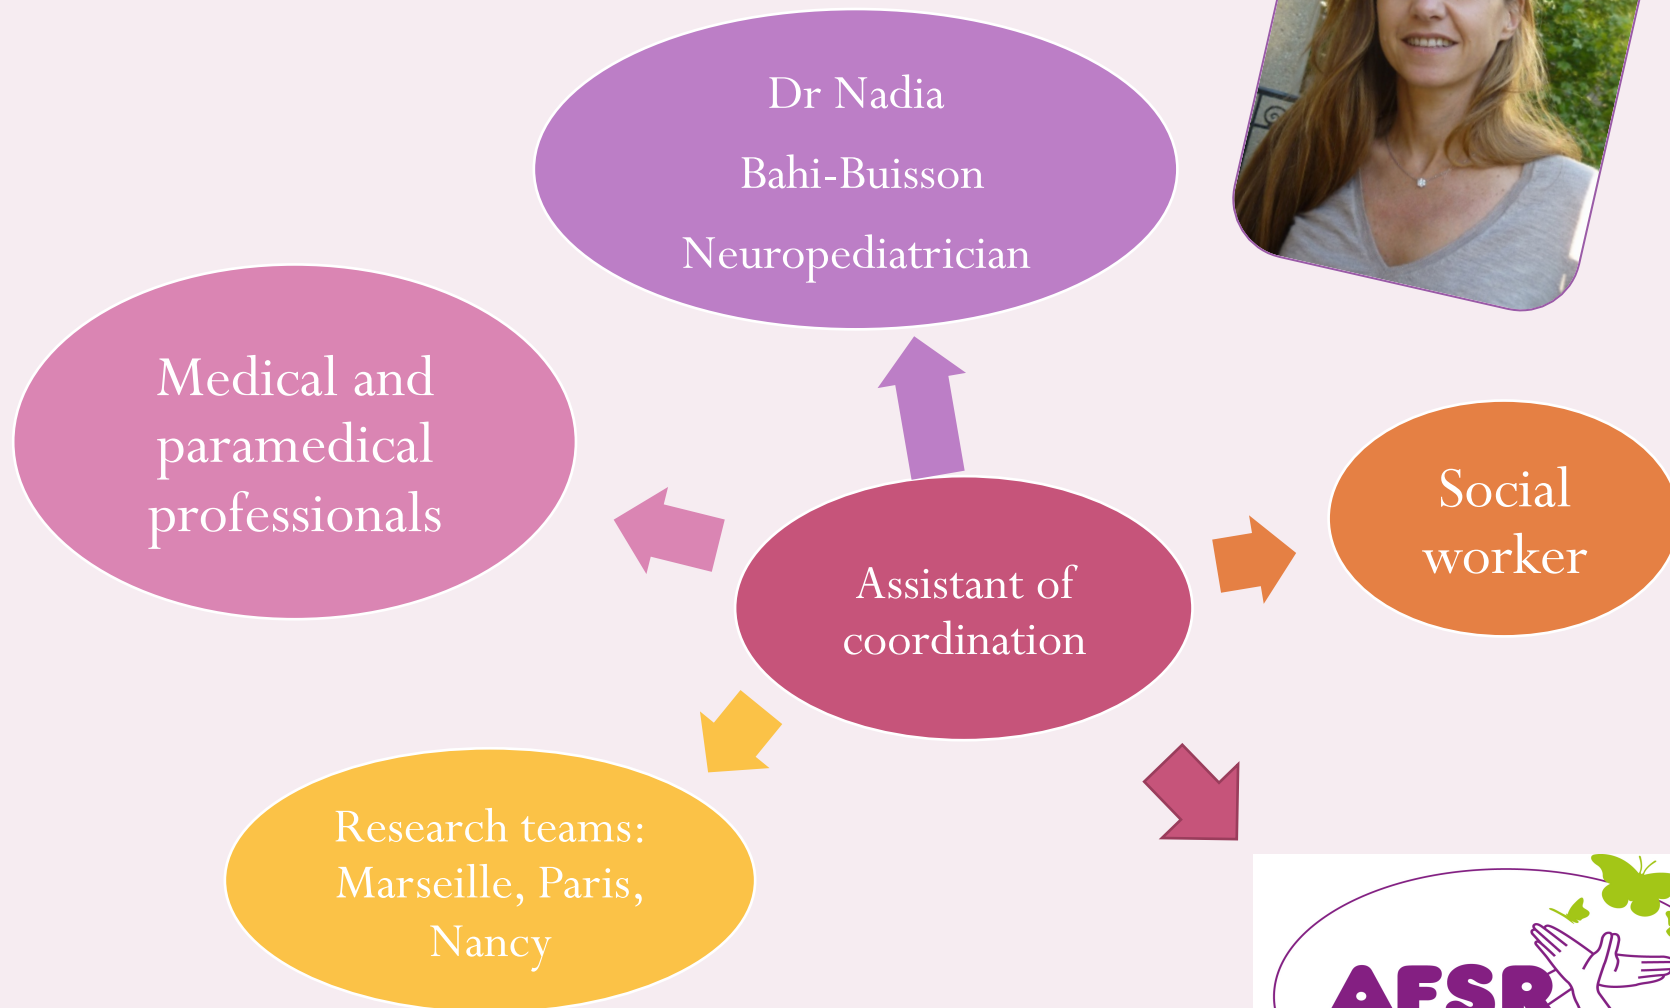 Dr Nadia
Bahi-Buisson
Neuropediatrician
Medical and
paramedical
professionals
Social
worker
Assistant of
coordination
Research teams:
Marseille, Paris,
Nancy
AFSR